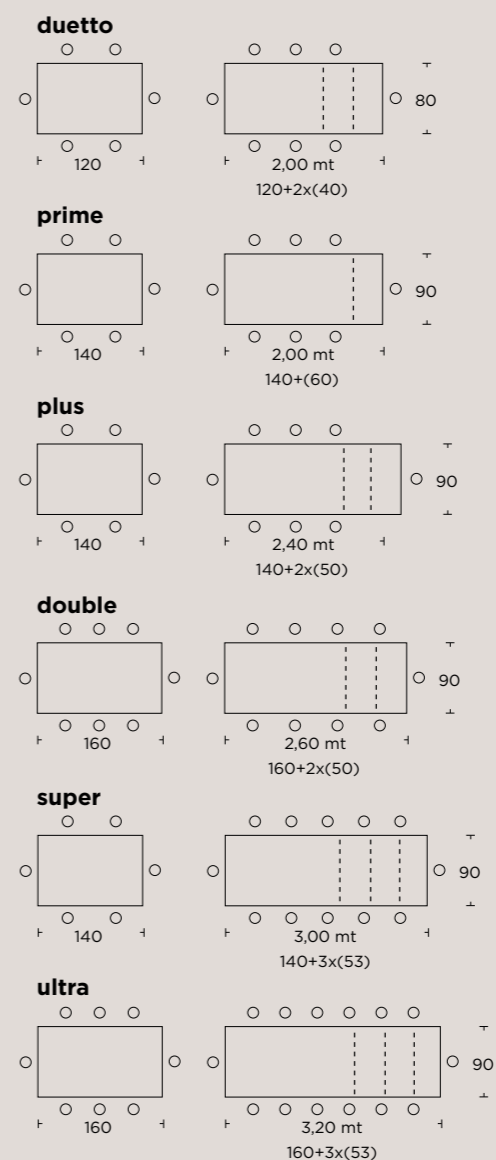 duetto
80
120 2,00 mt
120+2x(40)
prime
90
140 2,00 mt
140+(60)
plus
90
140 2,40 mt
140+2x(50)
double
90
160 2,60 mt
160+2x(50)
super
90
140 3,00 mt
140+3x(53)
ultra
90
160 3,20 mt
160+3x(53)